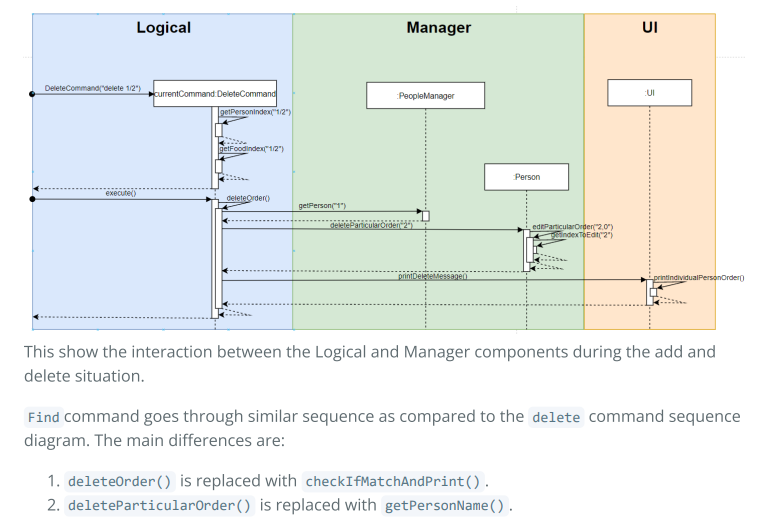 Logical
Manager
UI
DeleteCommand("delete 1/2")
currentCommand:DeleteCommand
:PeopleManager
:UI
getPersonIndex("1/2")
getFoodIndex("1/2")
:Person
execute()
deleteOrder()
getPerson("1")
deleteParticularOrder("2")
editParticularOrder("2,0")
getIndexToEdit("2")
printDeleteMessage()
printIndividualPersonOrder()
This show the interaction between the Logical and Manager components during the add and
delete situation.
Find command goes through similar sequence as compared to the delete command sequence
diagram. The main differences are:
1. deleteOrder() is replaced with checkIfMatchAndPrint() .
2. deleteParticularOrder() is replaced with getPersonName() .